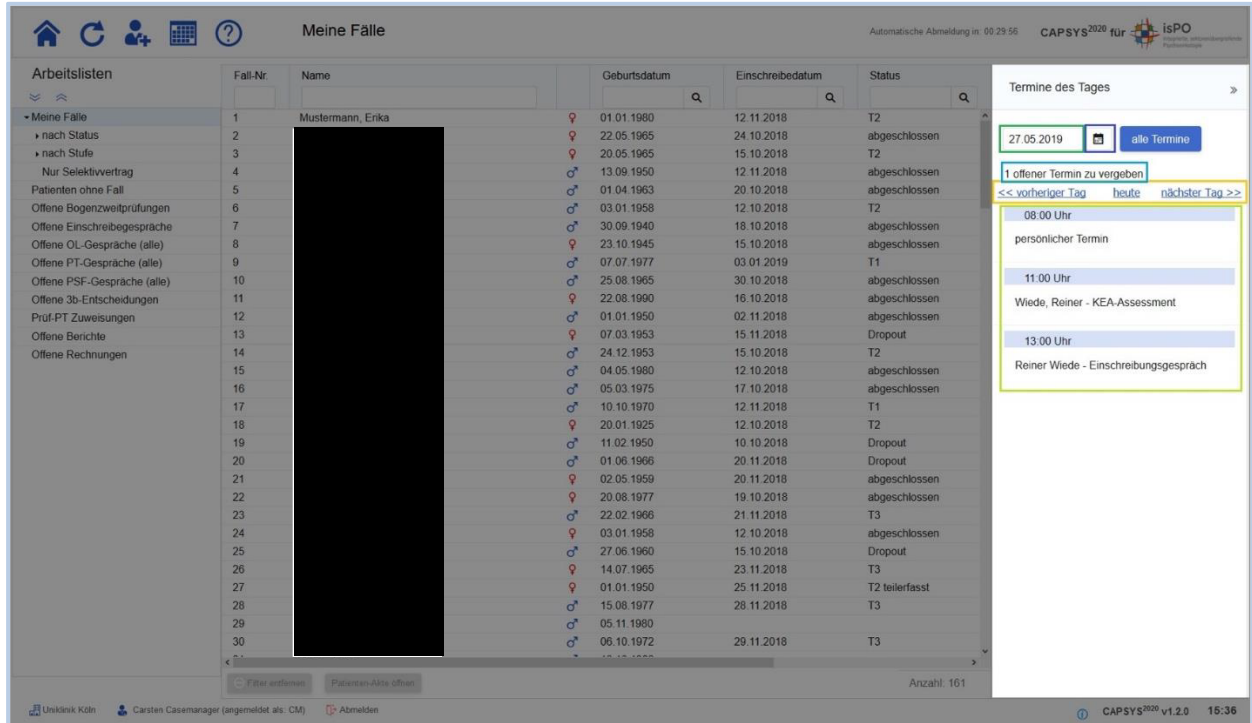 Meine Fälle
Automatische Abmeldung in: 00:29:56
CAPSYS2020 für isPO
Arbeitslisten
Meine Fälle
nach Status
nach Stufe
Nur Selektivvertrag
Patienten ohne Fall
Offene Bogenzweitprüfungen
Offene Einschreibegespräche
Offene OL-Gespräche (alle)
Offene PT-Gespräche (alle)
Offene PSF-Gespräche (alle)
Offene 3b-Entscheidungen
Prüf-PT Zuweisungen
Offene Berichte
Offene Rechnungen
Fall-Nr. Name Geburtsdatum Einschreibedatum Status
1 Mustermann, Erika ♀ 01.01.1980 12.11.2018 T2
2 ♀ 22.05.1965 24.10.2018 abgeschlossen
3 ♀ 20.05.1965 15.10.2018 T2
4 ♂ 13.09.1950 12.11.2018 abgeschlossen
5 ♂ 01.04.1963 20.10.2018 abgeschlossen
6 ♂ 03.01.1958 12.10.2018 T2
7 ♂ 30.09.1940 18.10.2018 abgeschlossen
8 ♀ 23.10.1945 15.10.2018 abgeschlossen
9 ♂ 07.07.1977 03.01.2019 T1
10 ♂ 25.08.1965 30.10.2018 abgeschlossen
11 ♀ 22.08.1990 16.10.2018 abgeschlossen
12 ♂ 01.01.1950 02.11.2018 abgeschlossen
13 ♀ 07.03.1953 15.11.2018 Dropout
14 ♂ 24.12.1953 15.10.2018 T2
15 ♂ 04.05.1980 12.10.2018 abgeschlossen
16 ♂ 05.03.1975 17.10.2018 abgeschlossen
17 ♂ 10.10.1970 12.11.2018 T1
18 ♀ 20.01.1925 12.10.2018 T2
19 ♂ 11.02.1950 10.10.2018 Dropout
20 ♂ 01.06.1966 20.11.2018 Dropout
21 ♀ 02.05.1959 20.11.2018 abgeschlossen
22 ♀ 20.08.1977 19.10.2018 abgeschlossen
23 ♂ 22.02.1966 21.11.2018 T3
24 ♀ 03.01.1958 12.10.2018 abgeschlossen
25 ♂ 27.06.1960 15.10.2018 Dropout
26 ♀ 14.07.1965 23.11.2018 T3
27 ♀ 01.01.1950 25.11.2018 T2 teilerfasst
28 ♂ 15.08.1977 28.11.2018 T3
29 ♂ 05.11.1980
30 ♂ 06.10.1972 29.11.2018 T3
Filter entfernen Patienten-Akte öffnen
Anzahl: 161
Termine des Tages »
27.05.2019 alle Termine
1 offener Termin zu vergeben
<< vorheriger Tag heute nächster Tag >>
08:00 Uhr
persönlicher Termin
11:00 Uhr
Wiede, Reiner - KEA-Assessment
13:00 Uhr
Reiner Wiede - Einschreibungsgespräch
Uniklinik Köln Carsten Casemanager (angemeldet als: CM) Abmelden
CAPSYS2020 v1.2.0 15:36